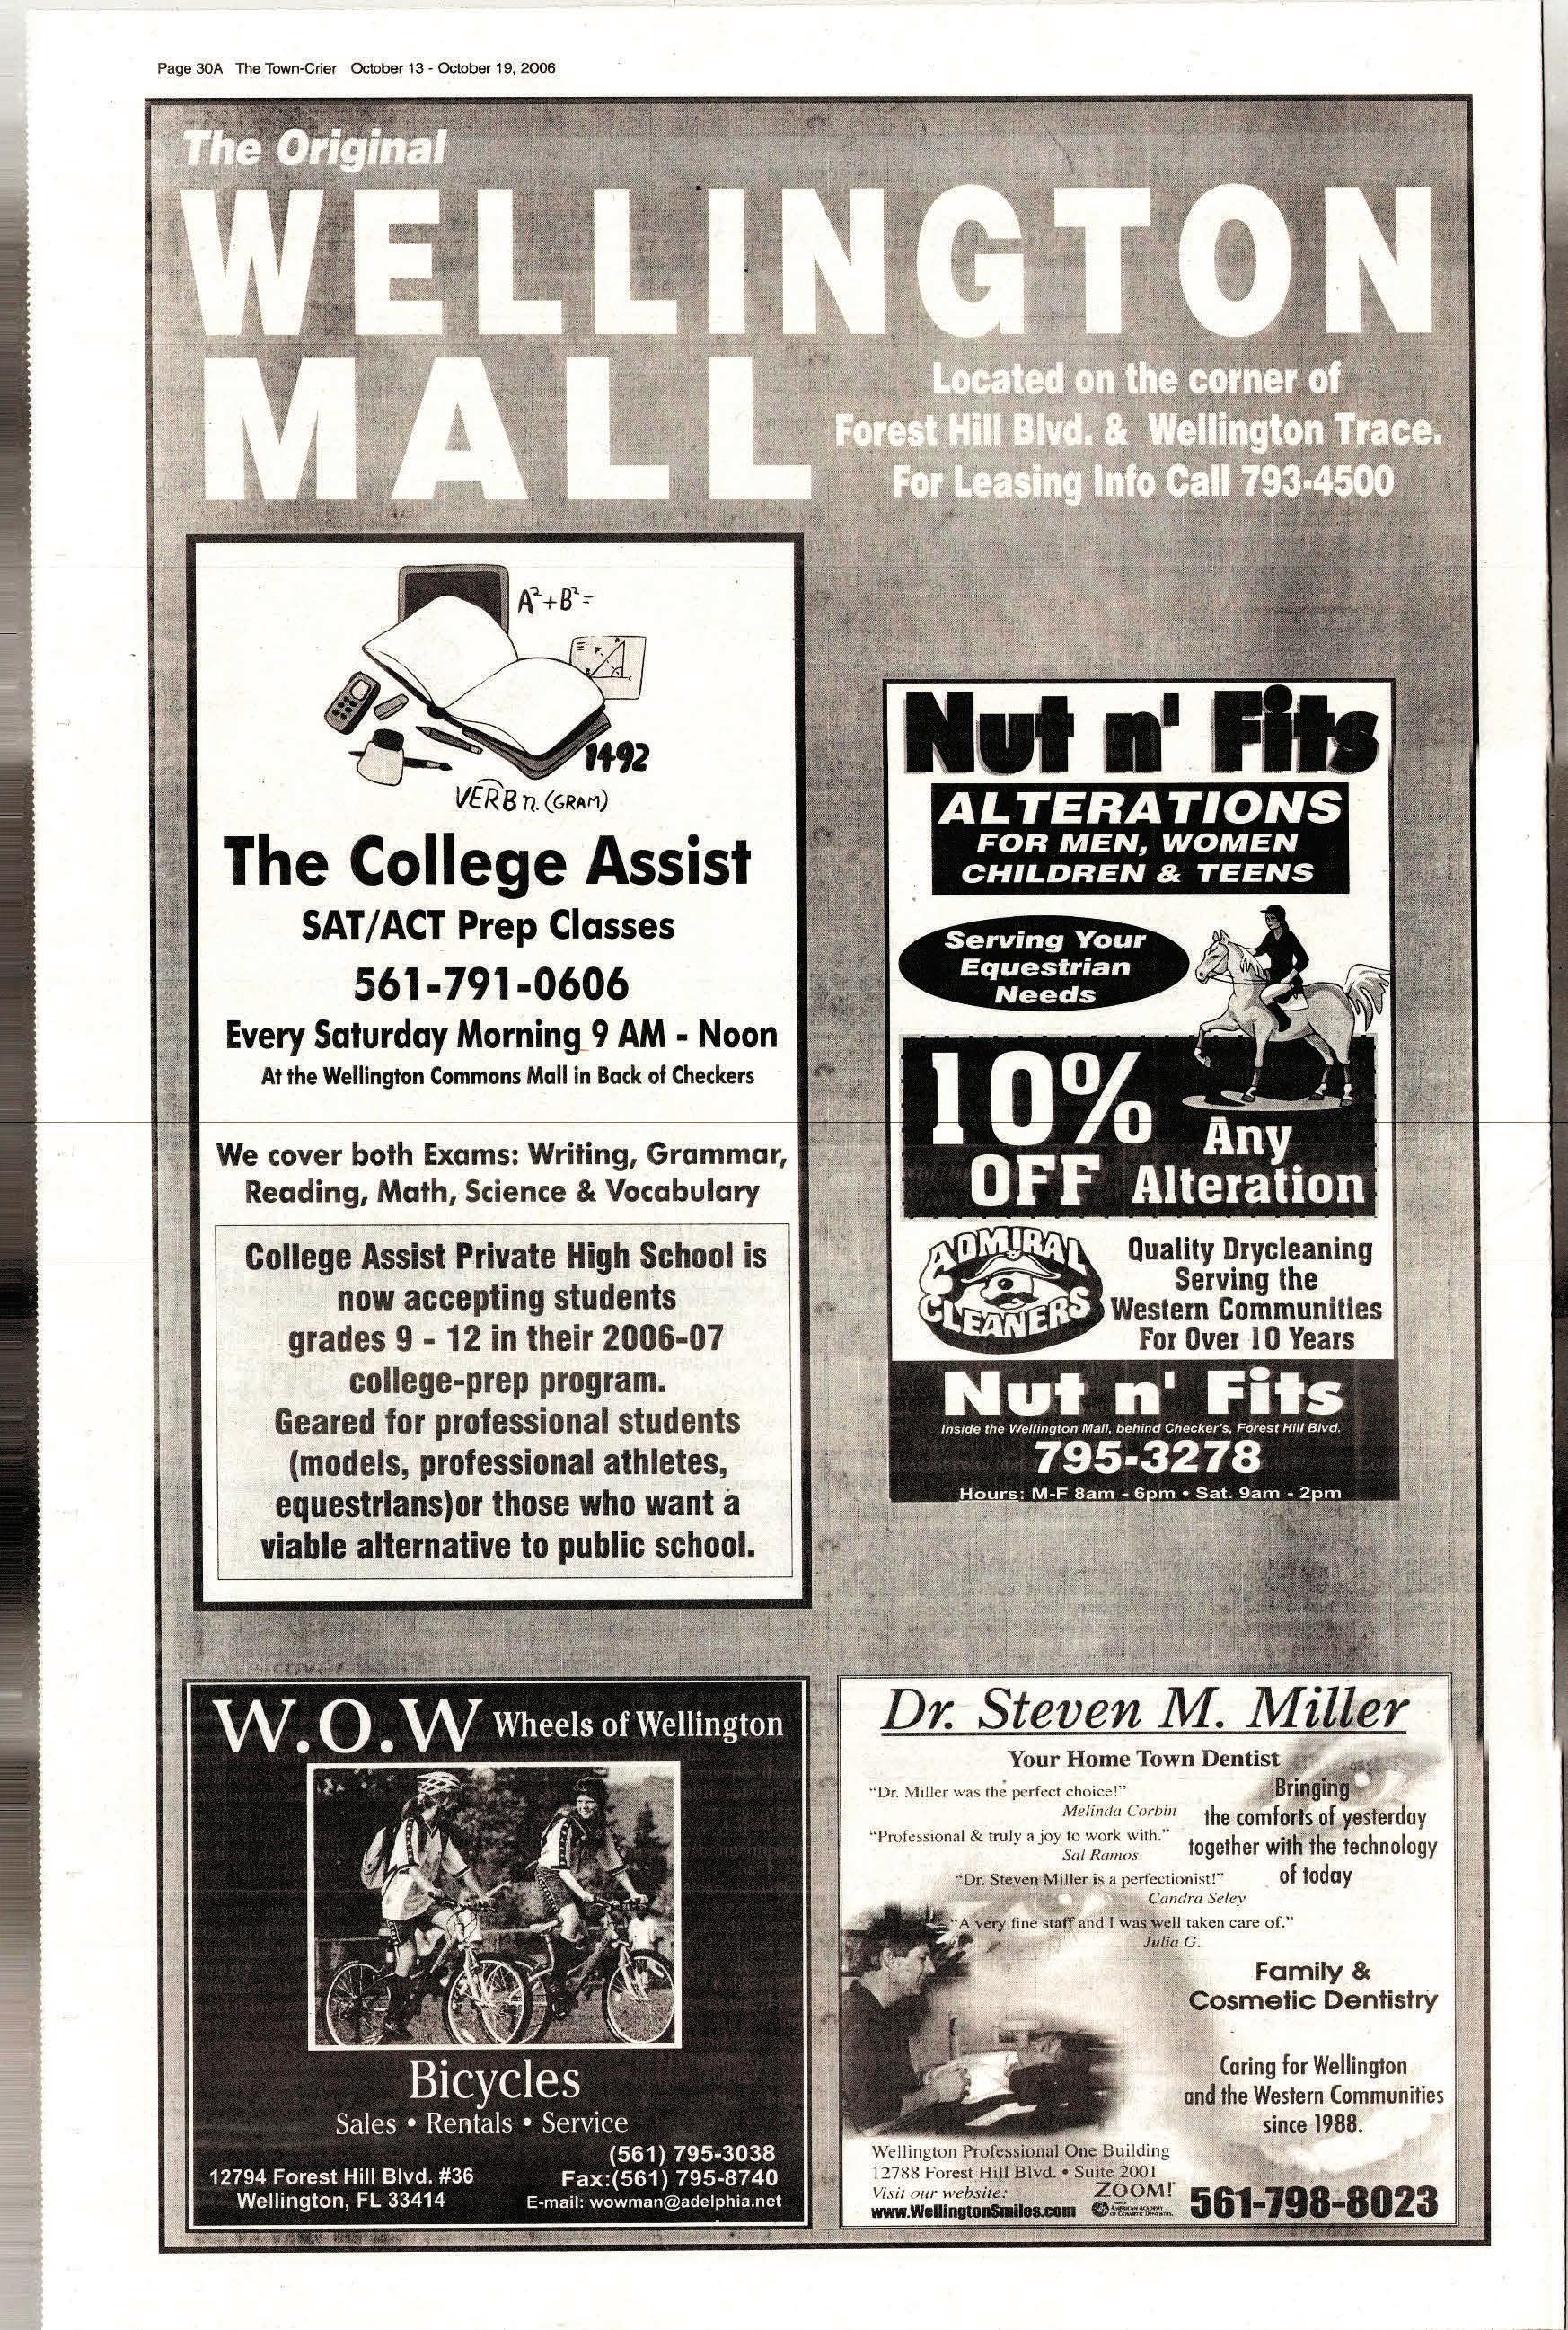 Page 30A The Town-Crier October 13 - October 19, 2006
The Original
WELLINGTON
MALL
Located on the corner of
Forest Hill Blvd. & Wellington Trace.
For Leasing Info Call 793-4500
A²+B²=
1492
VERB n. (GRAM)
The College Assist
SAT/ACT Prep Classes
561-791-0606
Every Saturday Morning 9 AM - Noon
At the Wellington Commons Mall in Back of Checkers
We cover both Exams: Writing, Grammar,
Reading, Math, Science & Vocabulary
College Assist Private High School is
now accepting students
grades 9 - 12 in their 2006-07
college-prep program.
Geared for professional students
(models, professional athletes,
equestrians)or those who want a
viable alternative to public school.
Nut n' Fits
ALTERATIONS
FOR MEN, WOMEN
CHILDREN & TEENS
Serving Your
Equestrian
Needs
10%
OFF
Any
Alteration
ADMIRAL
CLEANERS
Quality Drycleaning
Serving the
Western Communities
For Over 10 Years
Nut n' Fits
Inside the Wellington Mall, behind Checker's, Forest Hill Blvd.
795-3278
Hours: M-F 8am - 6pm • Sat. 9am - 2pm
W.O.W Wheels of Wellington
Bicycles
Sales • Rentals • Service
12794 Forest Hill Blvd. #36
Wellington, FL 33414
(561) 795-3038
Fax:(561) 795-8740
E-mail: wowman@adelphia.net
Dr. Steven M. Miller
Your Home Town Dentist
"Dr. Miller was the perfect choice!"
Melinda Corbin
"Professional & truly a joy to work with."
Sal Ramos
"Dr. Steven Miller is a perfectionist!"
Candra Seley
"A very fine staff and I was well taken care of."
Julia G.
Bringing
the comforts of yesterday
together with the technology
of today
Family &
Cosmetic Dentistry
Caring for Wellington
and the Western Communities
since 1988.
Wellington Professional One Building
12788 Forest Hill Blvd. • Suite 2001
Visit our website:
www.WellingtonSmiles.com
ZOOM!
American Academy
of Cosmetic Dentistry
561-798-8023